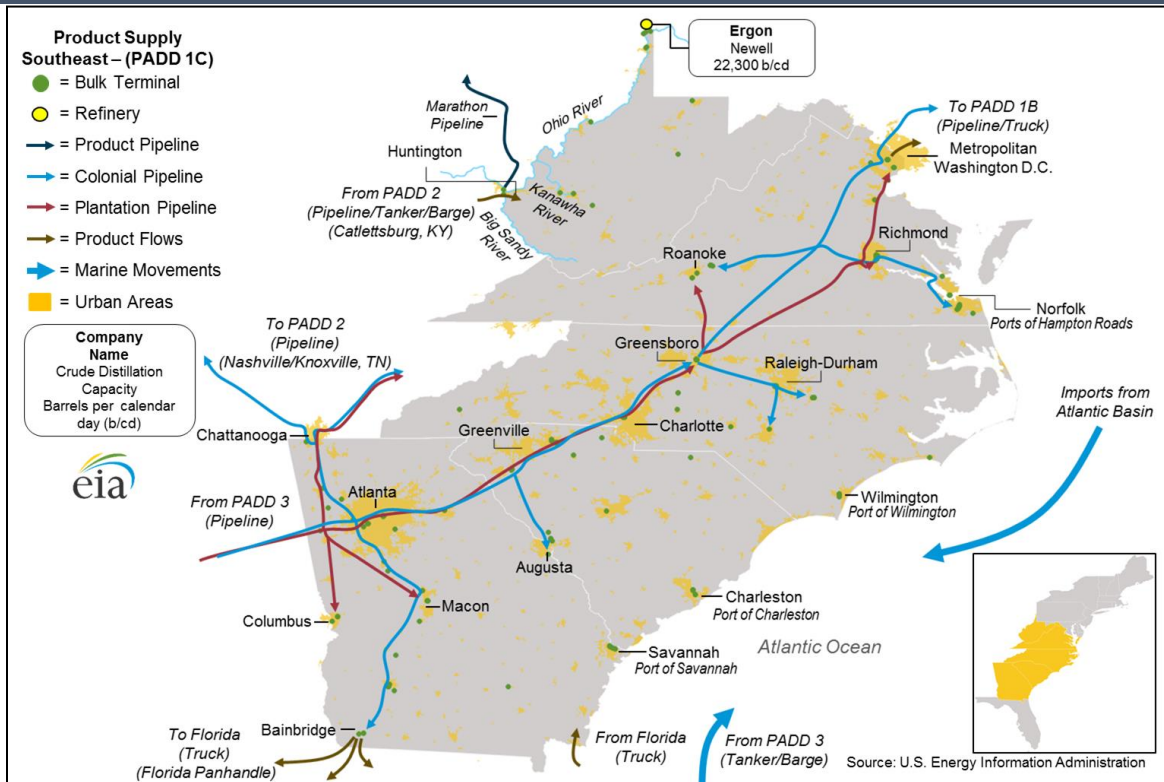 Product Supply
Southeast – (PADD 1C)
= Bulk Terminal
= Refinery
= Product Pipeline
= Colonial Pipeline
= Plantation Pipeline
= Product Flows
= Marine Movements
= Urban Areas
Company
Name
Crude Distillation
Capacity
Barrels per calendar
day (b/cd)
eia
Ergon
Newell
22,300 b/cd
Marathon
Pipeline
Ohio River
Huntington
Kanawha
River
From PADD 2
(Pipeline/Tanker/Barge)
(Catlettsburg, KY)
Big Sandy
River
To PADD 1B
(Pipeline/Truck)
Metropolitan
Washington D.C.
Roanoke
Richmond
Norfolk
Ports of Hampton Roads
To PADD 2
(Pipeline)
(Nashville/Knoxville, TN)
Greensboro
Raleigh-Durham
Imports from
Atlantic Basin
Chattanooga
Greenville
Charlotte
From PADD 3
(Pipeline)
Atlanta
Wilmington
Port of Wilmington
Augusta
Columbus
Macon
Charleston
Port of Charleston
Savannah
Port of Savannah
Atlantic Ocean
Bainbridge
To Florida
(Truck)
(Florida Panhandle)
From Florida
(Truck)
From PADD 3
(Tanker/Barge)
Source: U.S. Energy Information Administration